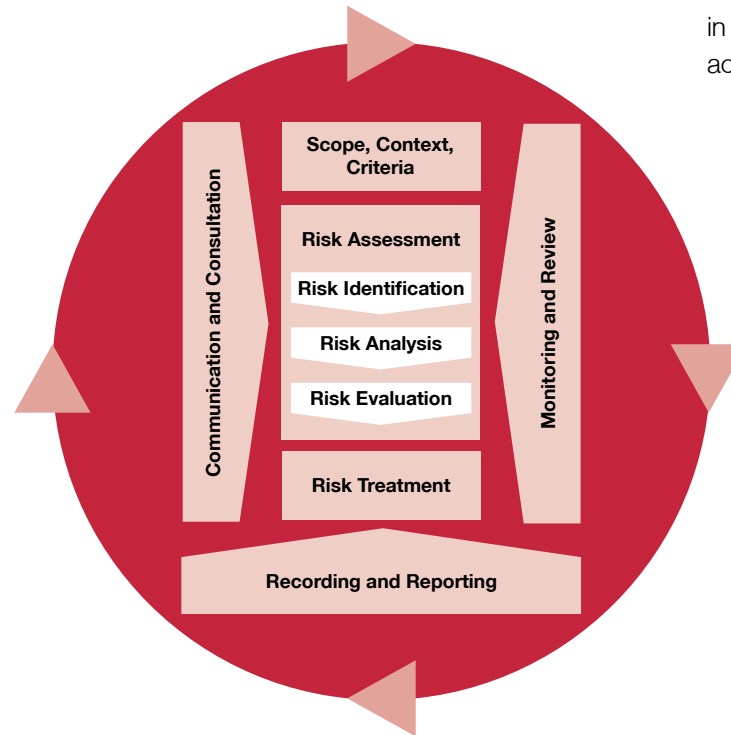 in
ac
Scope, Context,
Criteria
Communication and Consultation
Risk Assessment
Risk Identification
Risk Analysis
Risk Evaluation
Monitoring and Review
Risk Treatment
Recording and Reporting